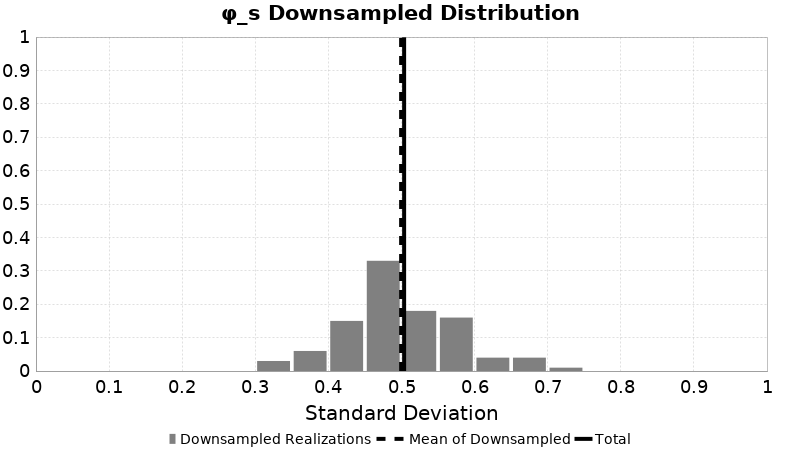 φ_s Downsampled Distribution
1
0.9
0.8
0.7
0.6
0.5
0.4
0.3
0.2
0.1
0
0 0.1 0.2 0.3 0.4 0.5 0.6 0.7 0.8 0.9 1
Standard Deviation
Downsampled Realizations Mean of Downsampled Total